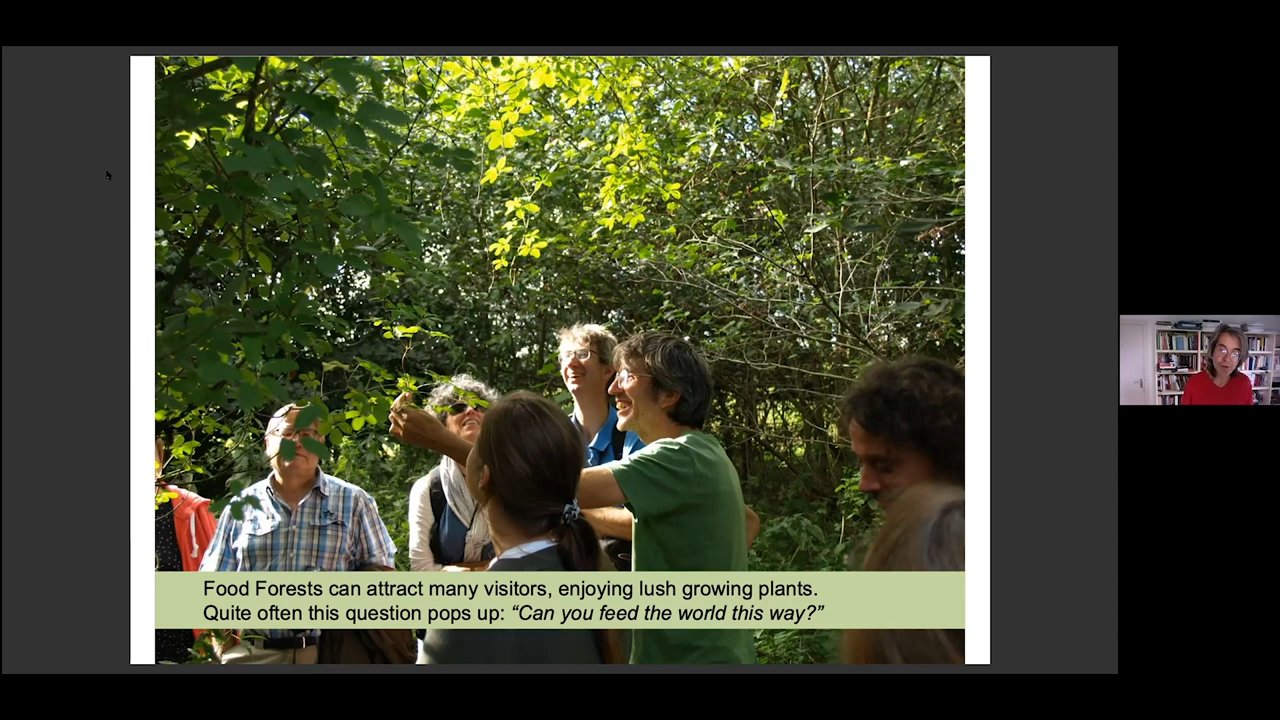 Food Forests can attract many visitors, enjoying lush growing plants.
Quite often this question pops up: “Can you feed the world this way?”